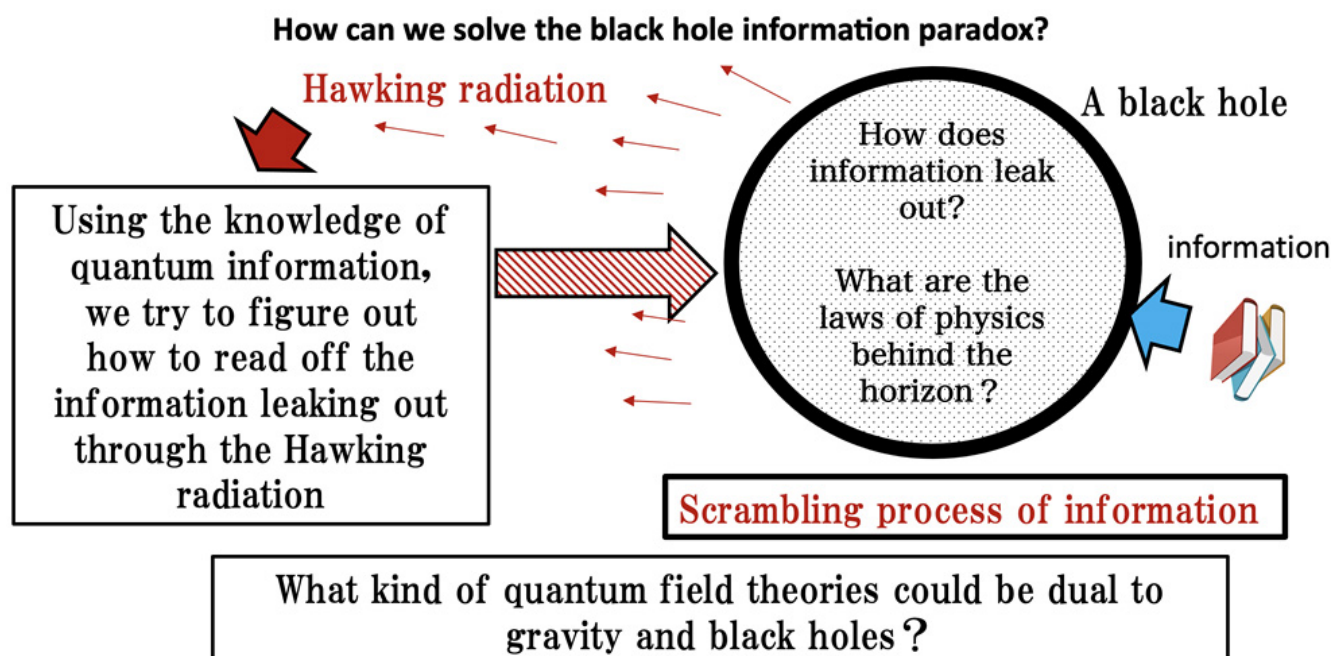 How can we solve the black hole information paradox?
Hawking radiation
A black hole
How does
information leak
out?
What are the
laws of physics
behind the
horizon ?
information
Using the knowledge of
quantum information,
we try to figure out
how to read off the
information leaking out
through the Hawking
radiation
Scrambling process of information
What kind of quantum field theories could be dual to
gravity and black holes ?